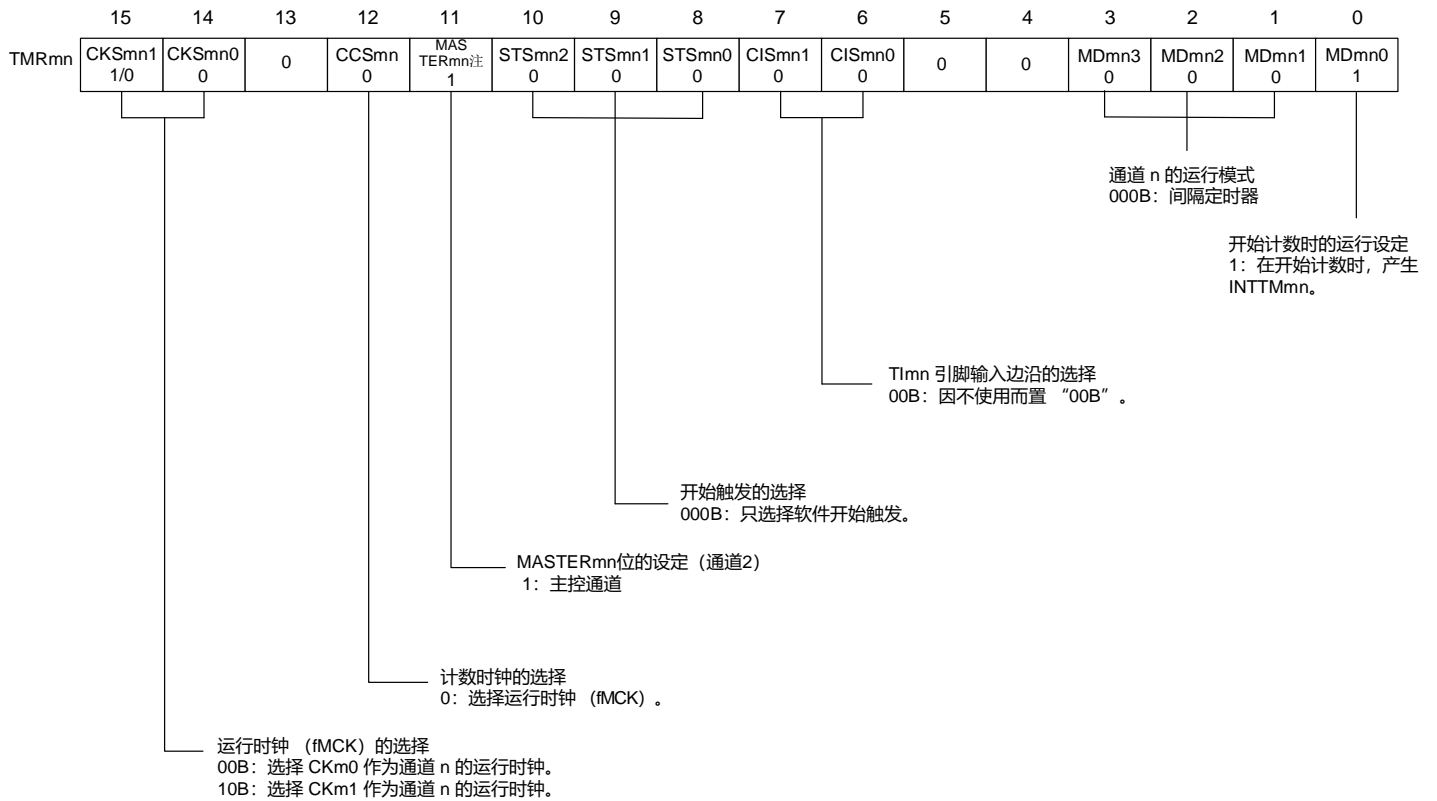 15 14 13 12 11 10 9 8 7 6 5 4 3 2 1 0
TMRmn CKSmn1 CKSmn0 0 CCSmn MAS TERmn注 STSmn2 STSmn1 STSmn0 CISmn1 CISmn0 0 0 MDmn3 MDmn2 MDmn1 MDmn0
1/0 0 0 1 0 0 0 0 0 0 0 0 1
通道 n 的运行模式
000B：间隔定时器
开始计数时的运行设定
1：在开始计数时，产生
INTTMmn。
TImn 引脚输入边沿的选择
00B：因不使用而置 “00B” 。
开始触发的选择
000B：只选择软件开始触发。
MASTERmn位的设定（通道2）
1：主控通道
计数时钟的选择
0：选择运行时钟 （fMCK）。
运行时钟 （fMCK）的选择
00B：选择 CKm0 作为通道 n 的运行时钟。
10B：选择 CKm1 作为通道 n 的运行时钟。